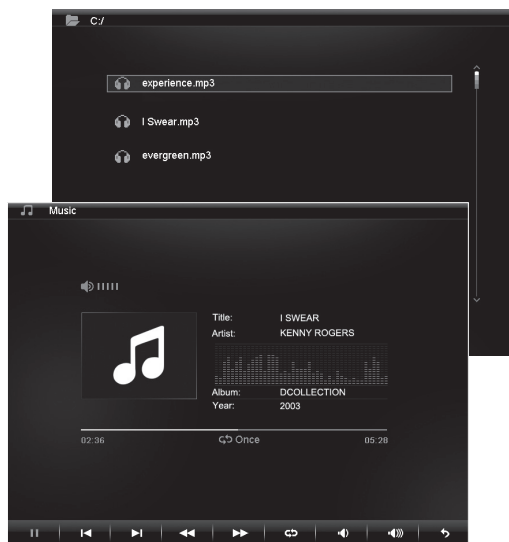 C:/
experience.mp3
I Swear.mp3
evergreen.mp3
Music
Title: I SWEAR
Artist: KENNY ROGERS
Album: DCOLLECTION
Year: 2003
02:36 Once 05:28